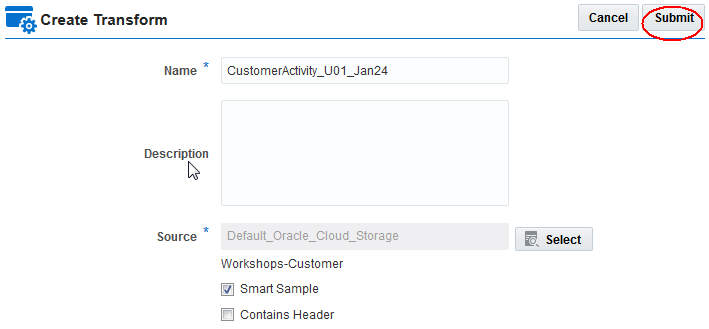 Create Transform
Cancel
Submit
Name *
CustomerActivity_U01_Jan24
Description
Source *
Default_Oracle_Cloud_Storage
Select
Workshops-Customer
Smart Sample
Contains Header